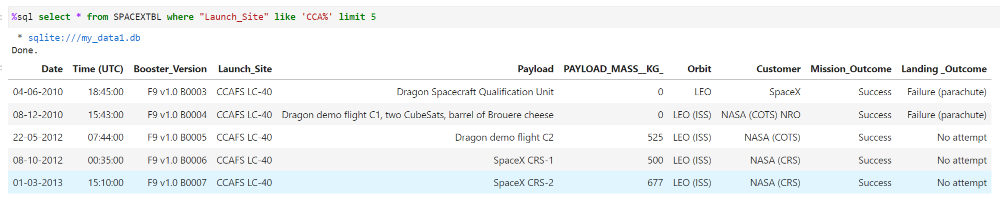 : %sql select * from SPACEXTBL where "Launch_Site" like 'CCA%' limit 5
* sqlite:///my_data1.db
Done.
: Date Time (UTC) Booster_Version Launch_Site Payload PAYLOAD_MASS__KG_ Orbit Customer Mission_Outcome Landing _Outcome
04-06-2010 18:45:00 F9 v1.0 B0003 CCAFS LC-40 Dragon Spacecraft Qualification Unit 0 LEO SpaceX Success Failure (parachute)
08-12-2010 15:43:00 F9 v1.0 B0004 CCAFS LC-40 Dragon demo flight C1, two CubeSats, barrel of Brouere cheese 0 LEO (ISS) NASA (COTS) NRO Success Failure (parachute)
22-05-2012 07:44:00 F9 v1.0 B0005 CCAFS LC-40 Dragon demo flight C2 525 LEO (ISS) NASA (COTS) Success No attempt
08-10-2012 00:35:00 F9 v1.0 B0006 CCAFS LC-40 SpaceX CRS-1 500 LEO (ISS) NASA (CRS) Success No attempt
01-03-2013 15:10:00 F9 v1.0 B0007 CCAFS LC-40 SpaceX CRS-2 677 LEO (ISS) NASA (CRS) Success No attempt